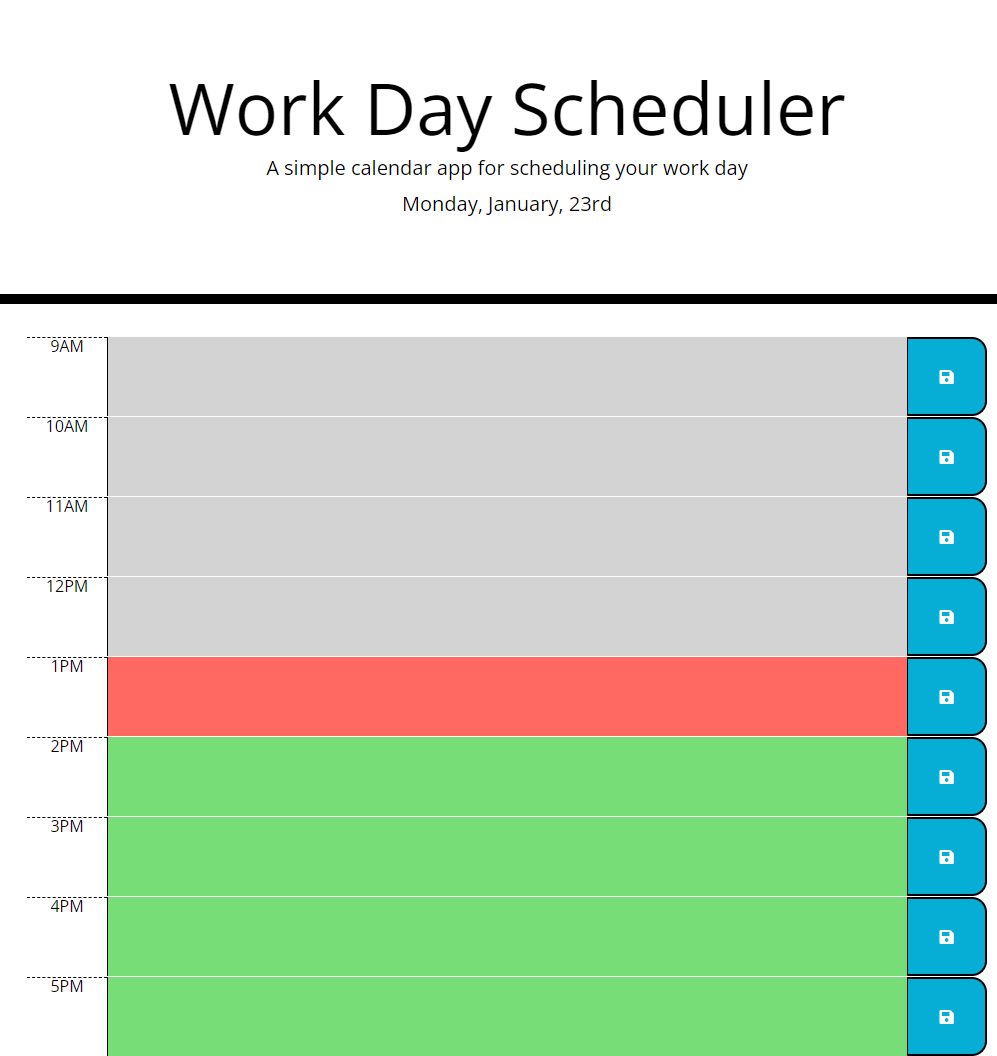 Work Day Scheduler
A simple calendar app for scheduling your work day
Monday, January, 23rd
9AM
10AM
11AM
12PM
1PM
2PM
3PM
4PM
5PM